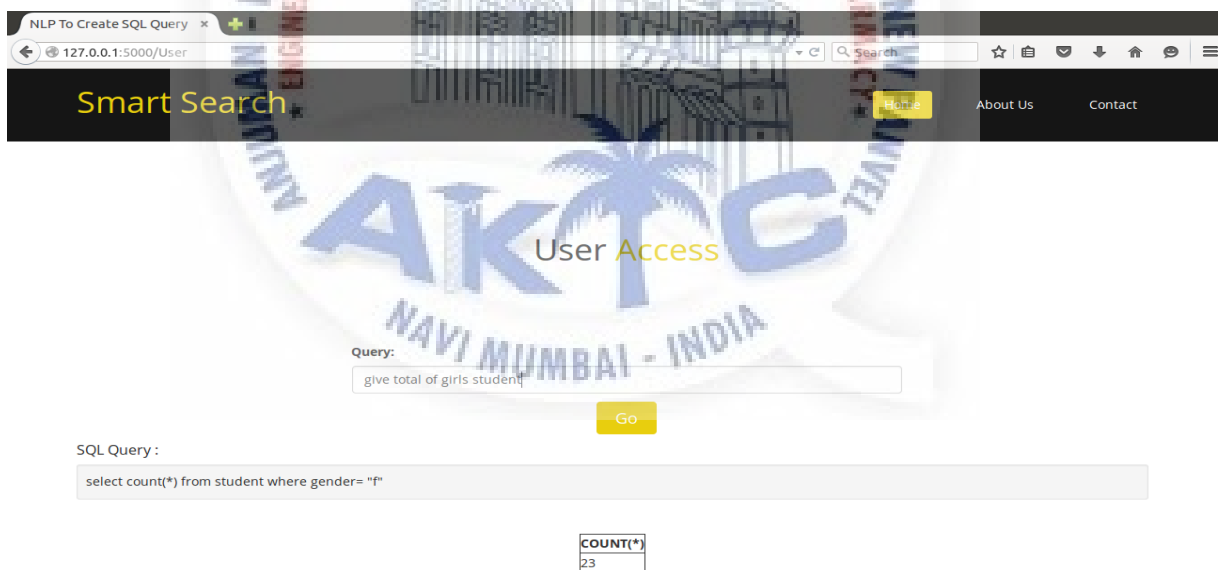 NLP To Create SQL Query ×
127.0.0.1:5000/User
Search
Smart Search
Home
About Us
Contact
AKTC
User Access
NAVI MUMBAI - INDIA
Query:
give total of girls student
Go
SQL Query :
select count(*) from student where gender= "f"
COUNT(*)
23